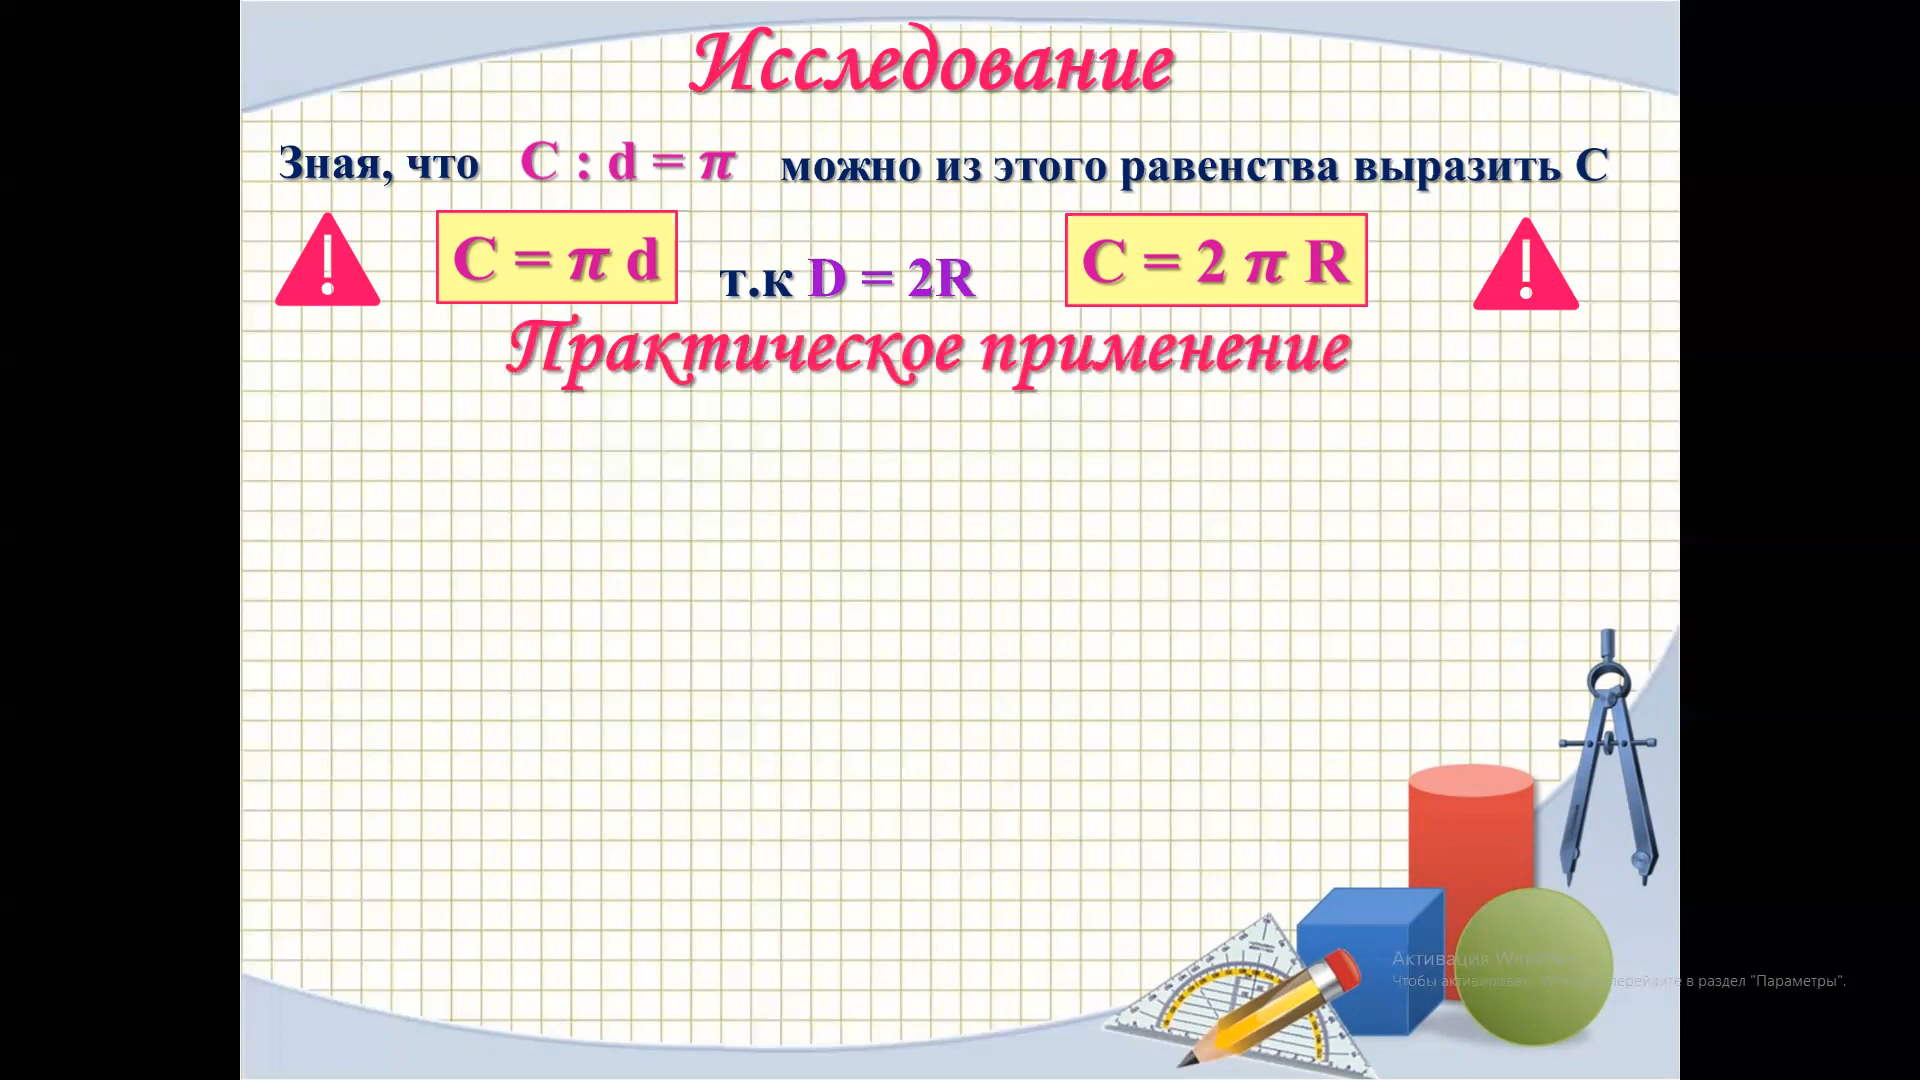 Исследование
Зная, что C : d = π можно из этого равенства выразить С
C = π d т.к D = 2R C = 2 π R
Практическое применение
Активация Windows
Чтобы активировать Windows, перейдите в раздел "Параметры".